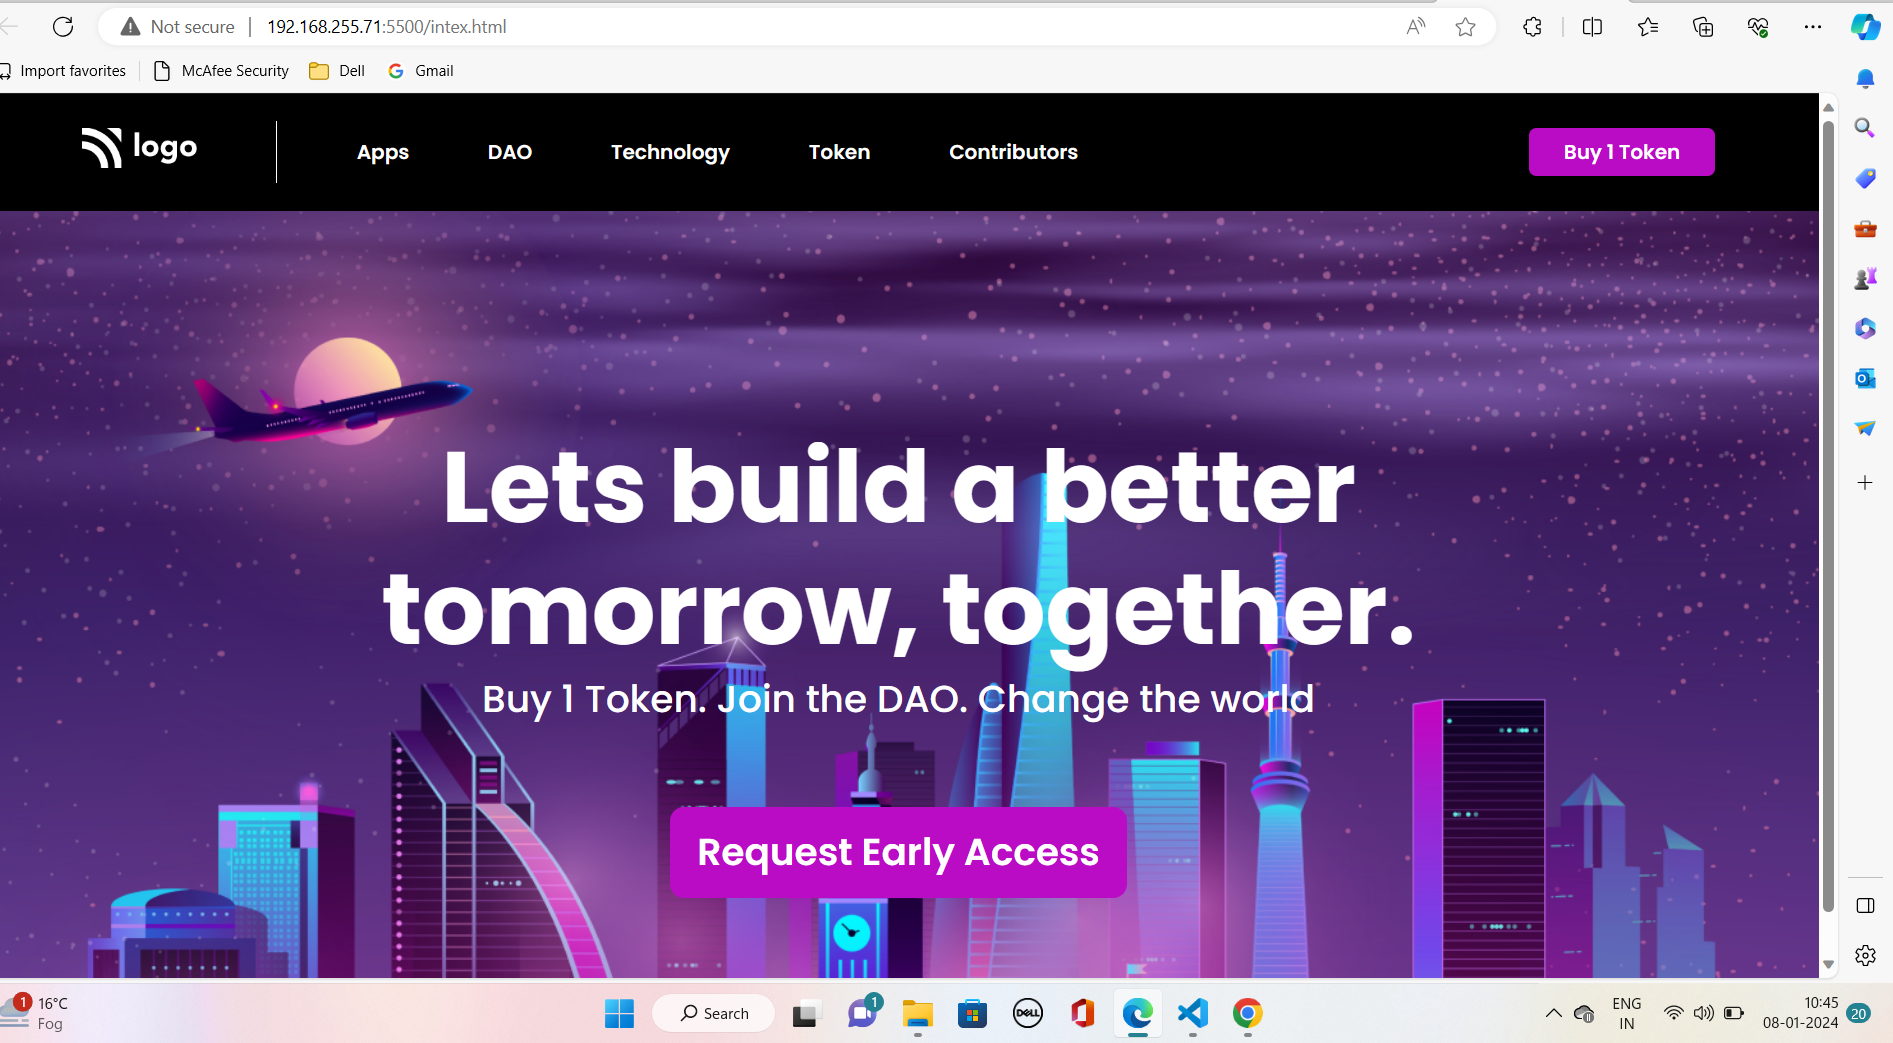 Not secure 192.168.255.71:5500/intex.html
Import favorites McAfee Security Dell Gmail
logo Apps DAO Technology Token Contributors Buy 1 Token
Lets build a better
tomorrow, together.
Buy 1 Token. Join the DAO. Change the world
Request Early Access
1 16°C
Fog
Search
1
DELL
ENG
IN
10:45
08-01-2024
20